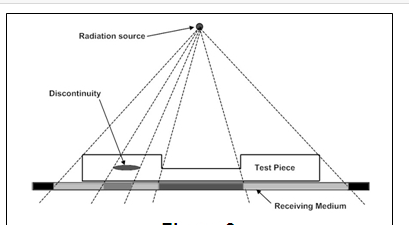 Radiation source
Discontinuity
Test Piece
Receiving Medium